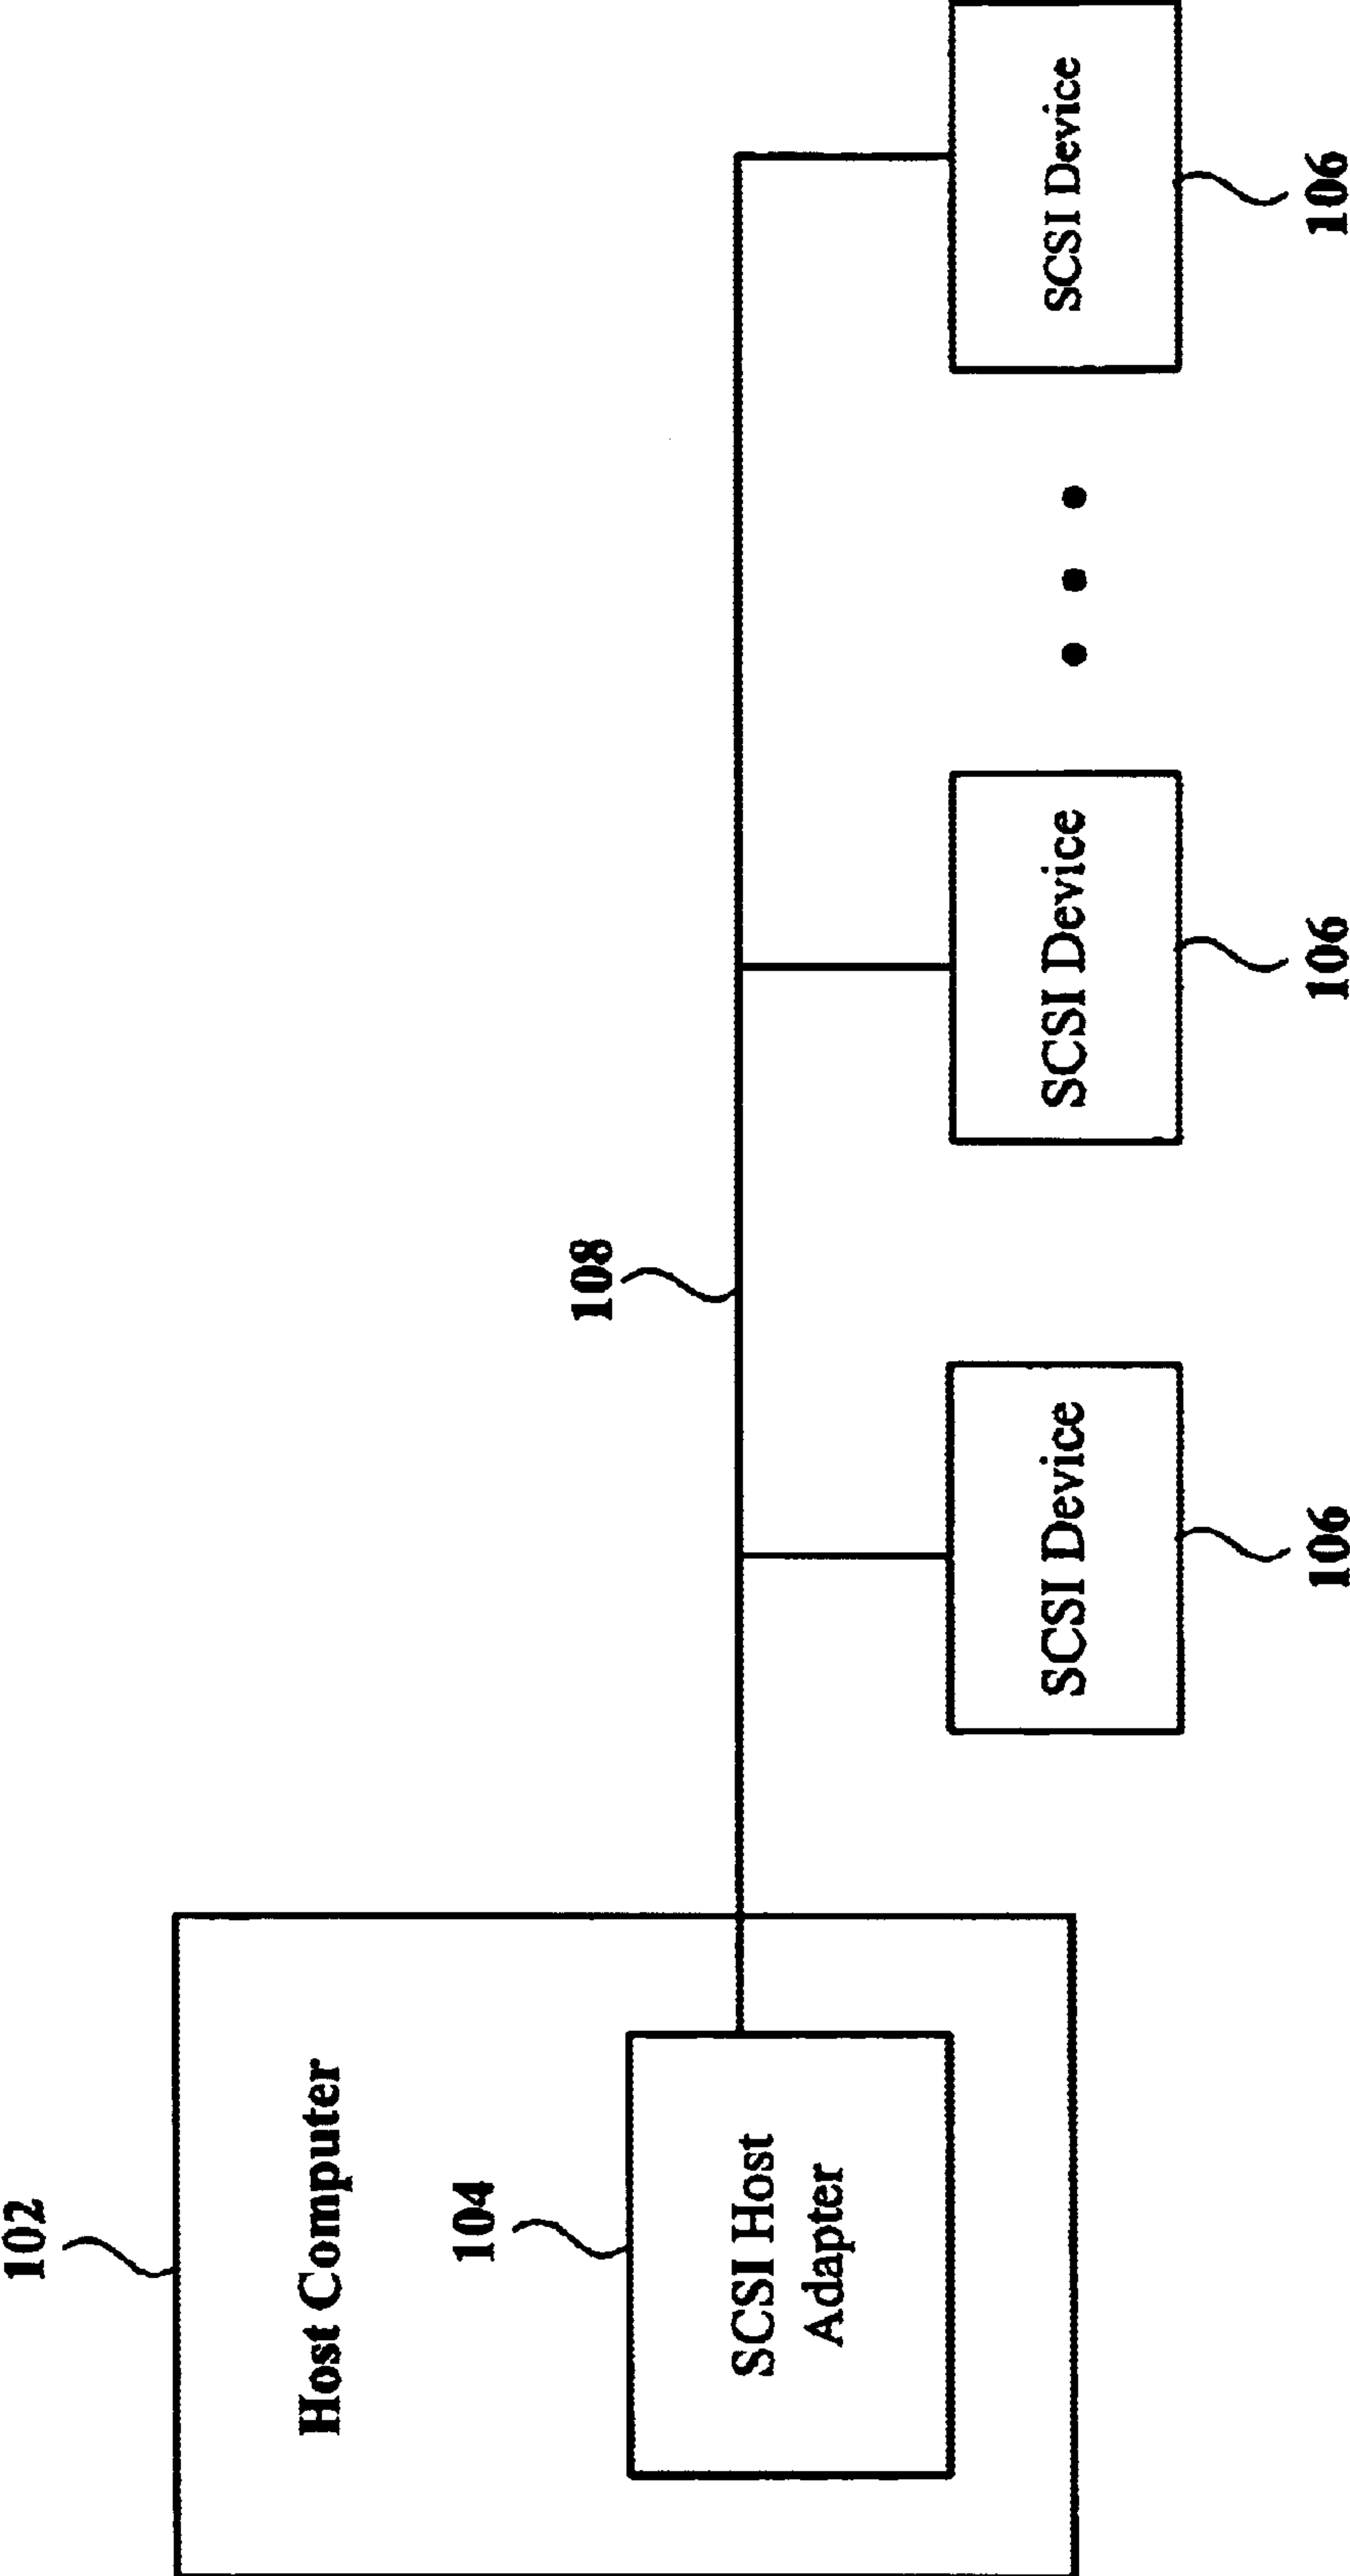 102
Host Computer
104
SCSI Host
Adapter
108
SCSI Device
SCSI Device
SCSI Device
106
106
106